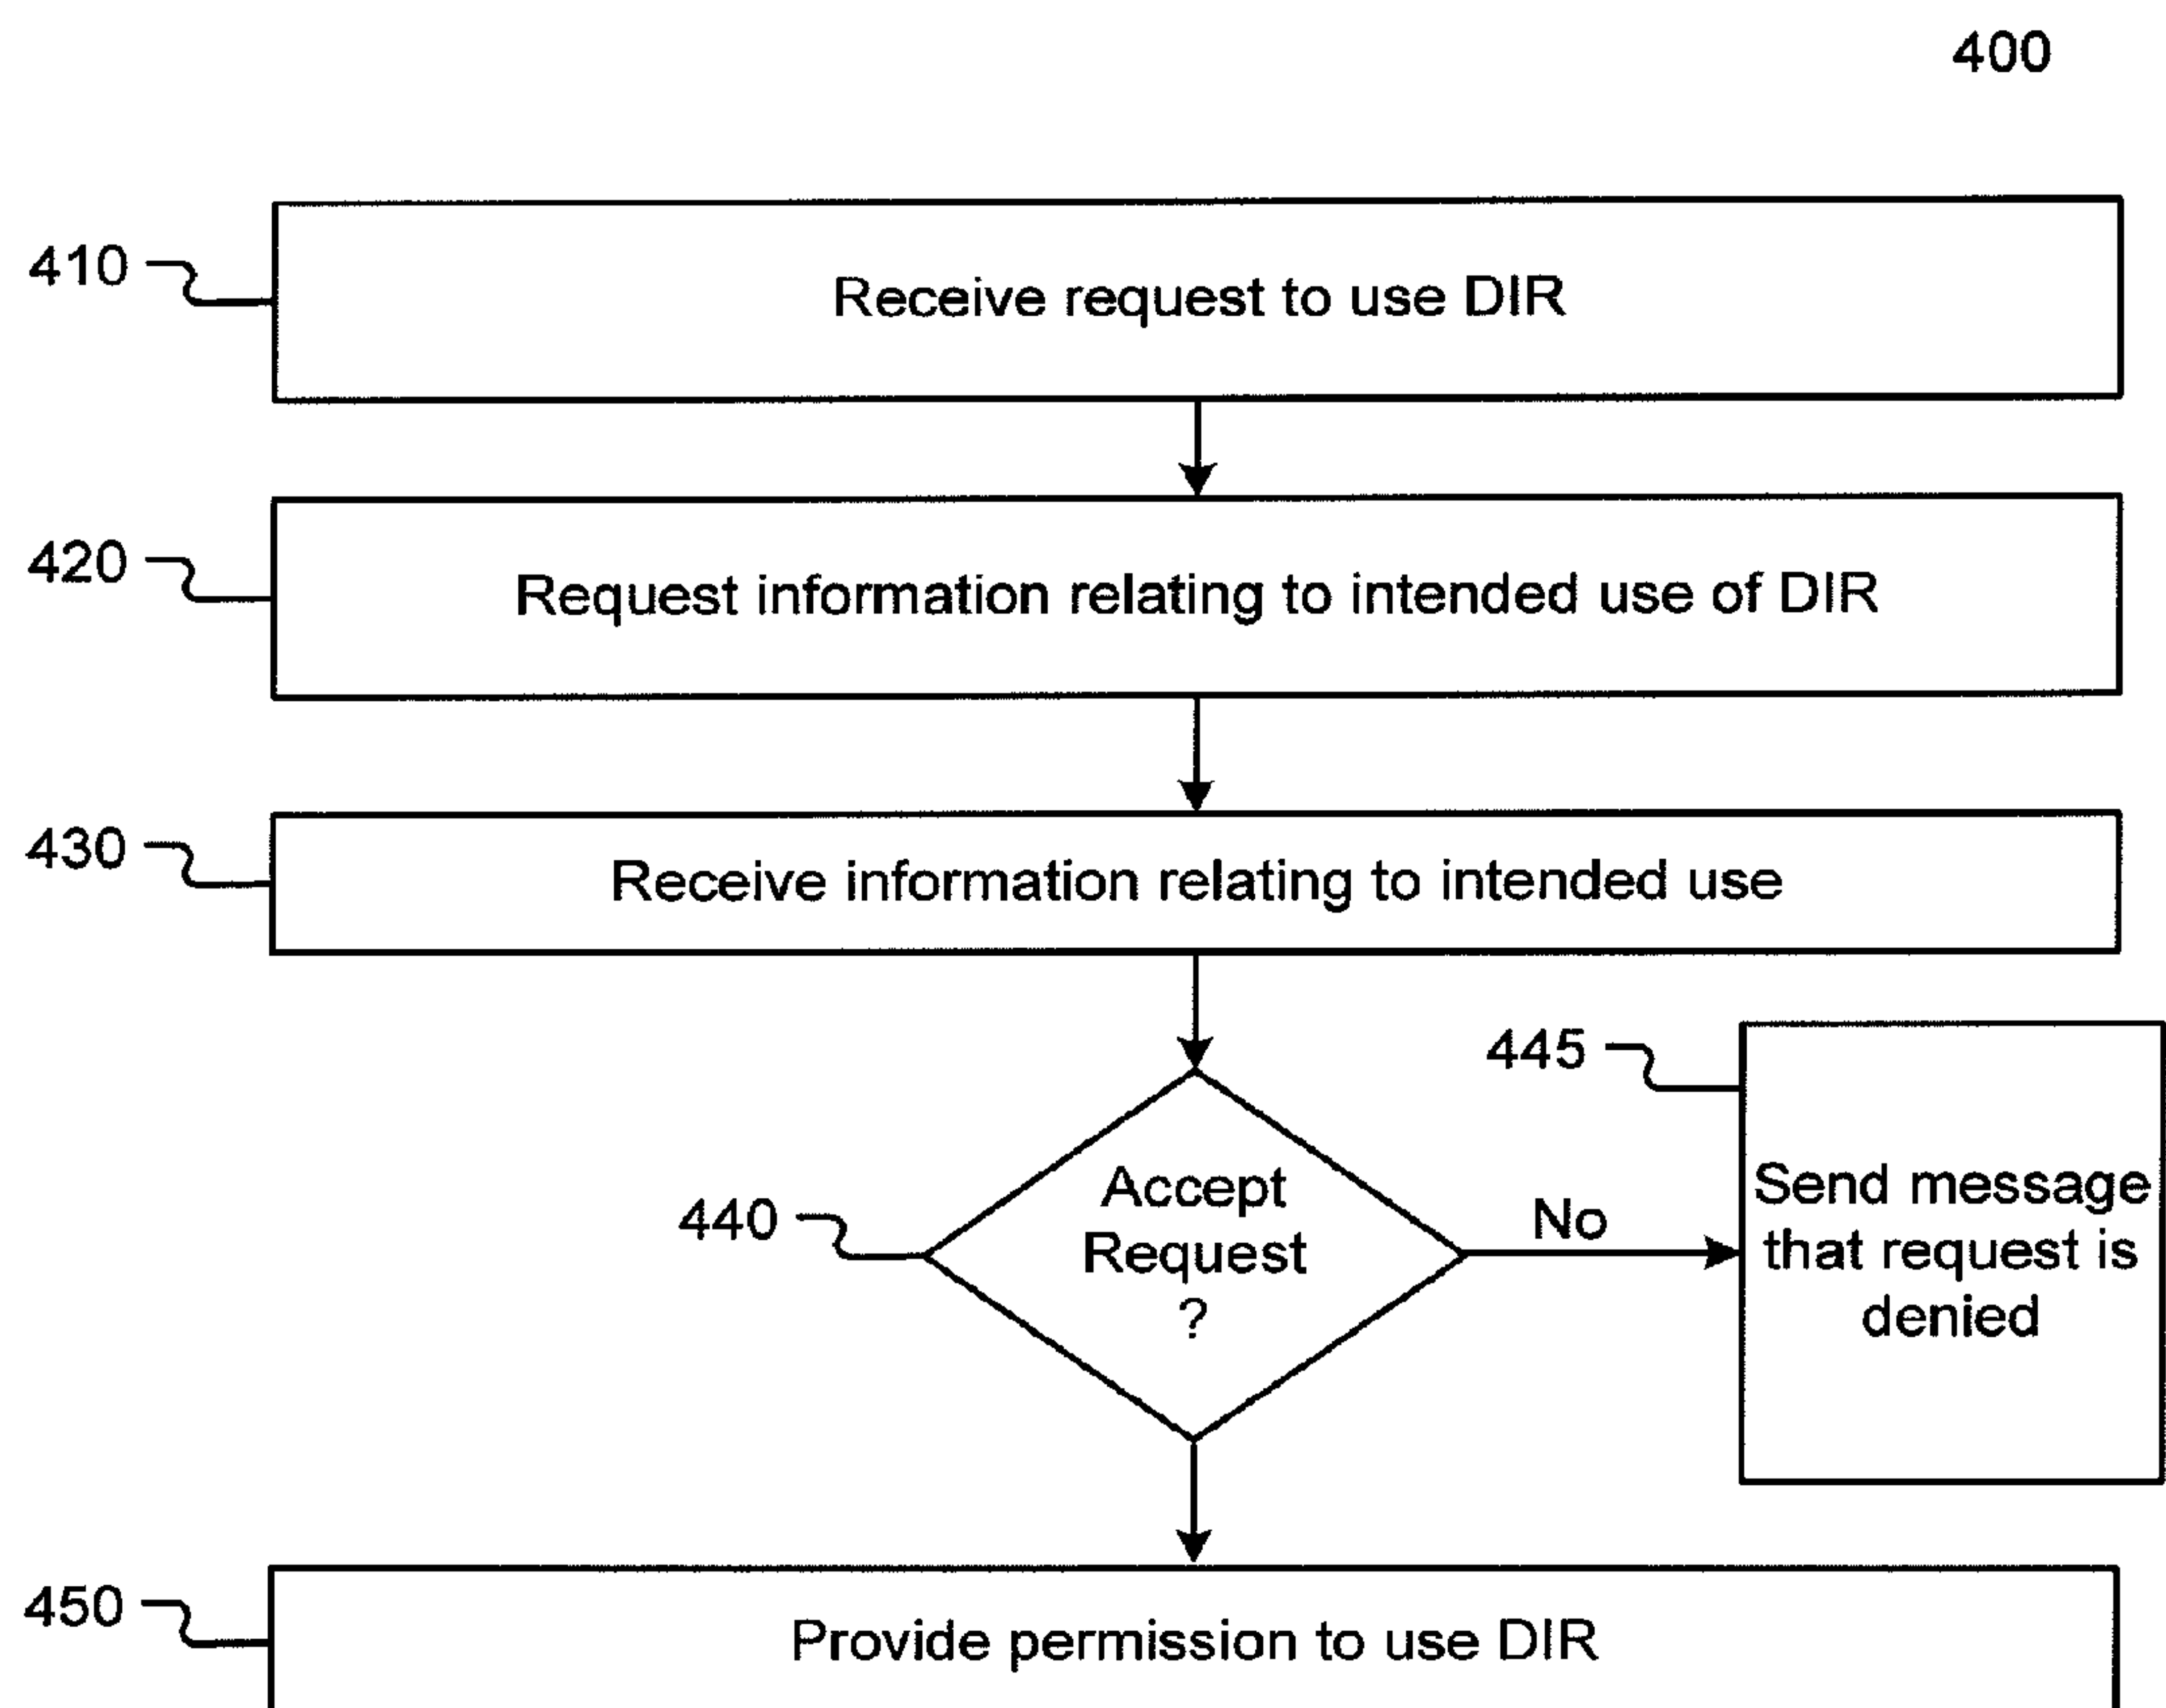 400
410
Receive request to use DIR
420
Request information relating to intended use of DIR
430
Receive information relating to intended use
445
440
Accept
Request
?
No
Send message
that request is
denied
450
Provide permission to use DIR